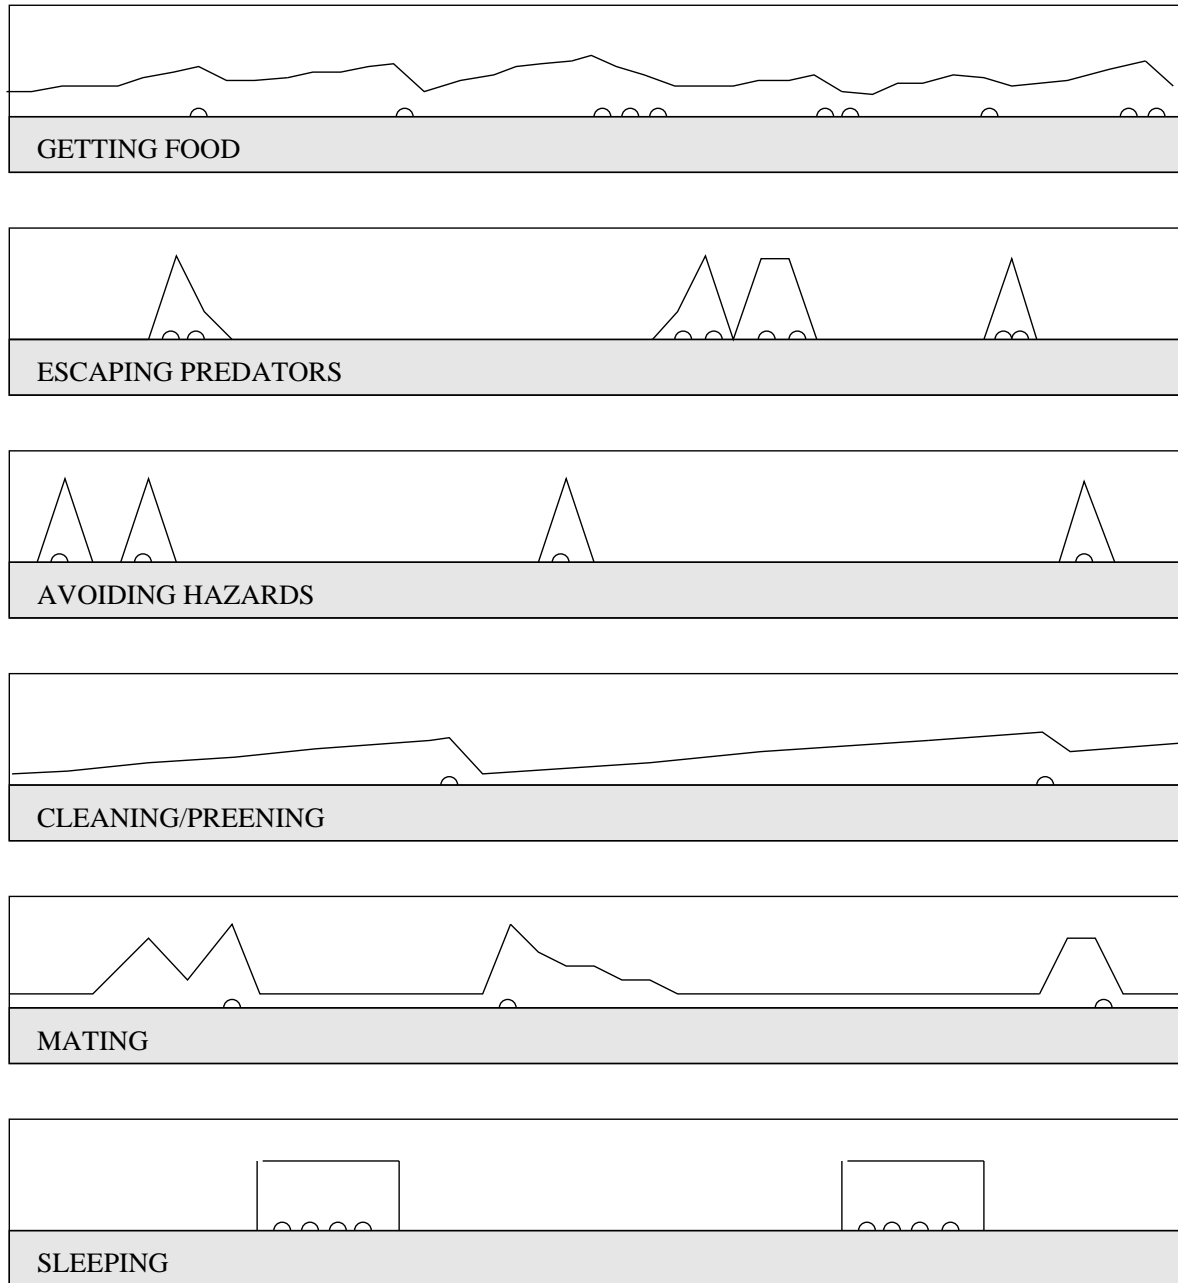 GETTING FOOD
ESCAPING PREDATORS
AVOIDING HAZARDS
CLEANING/PREENING
MATING
SLEEPING